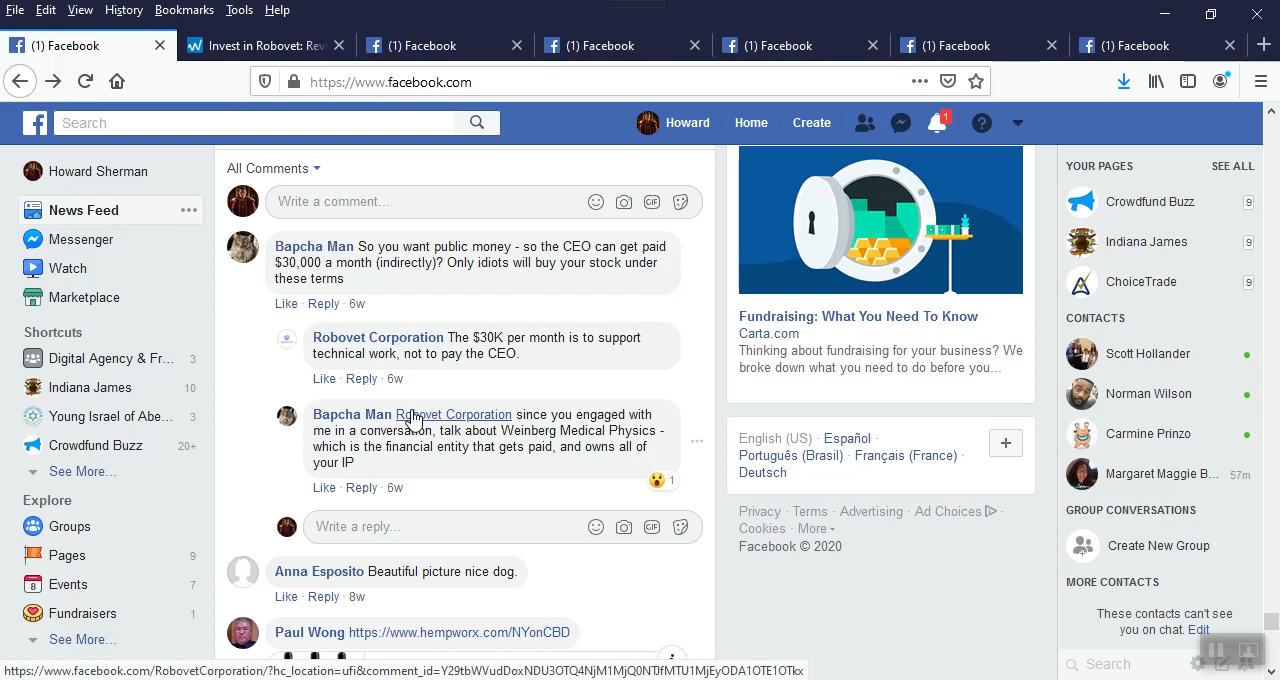 File Edit View History Bookmarks Tools Help
(1) Facebook
Invest in Robovet: Rev
(1) Facebook
(1) Facebook
(1) Facebook
(1) Facebook
(1) Facebook
https://www.facebook.com
Search
Howard Home Create 1
Howard Sherman
News Feed
Messenger
Watch
Marketplace
Shortcuts
Digital Agency & Fr... 3
Indiana James 10
Young Israel of Abe... 3
Crowdfund Buzz 20+
See More...
Explore
Groups
Pages 9
Events 7
Fundraisers 1
See More...
All Comments
Write a comment...
GIF
Bapcha Man So you want public money - so the CEO can get paid
$30,000 a month (indirectly)? Only idiots will buy your stock under
these terms
Like · Reply · 6w
Robovet Corporation The $30K per month is to support
technical work, not to pay the CEO.
Like · Reply · 6w
Bapcha Man Robovet Corporation since you engaged with
me in a conversation, talk about Weinberg Medical Physics -
which is the financial entity that gets paid, and owns all of
your IP
1
Like · Reply · 6w
Write a reply...
GIF
Anna Esposito Beautiful picture nice dog.
Like · Reply · 8w
Paul Wong https://www.hempworx.com/NYonCBD
Fundraising: What You Need To Know
Carta.com
Thinking about fundraising for your business? We
broke down what you need to do before you...
English (US) · Español ·
Português (Brasil) · Français (France) ·
Deutsch
Privacy · Terms · Advertising · Ad Choices ·
Cookies · More
Facebook © 2020
YOUR PAGES SEE ALL
Crowdfund Buzz 9
Indiana James 9
ChoiceTrade 9
CONTACTS
Scott Hollander
Norman Wilson
Carmine Prinzo
Margaret Maggie B... 57m
GROUP CONVERSATIONS
Create New Group
MORE CONTACTS
These contacts can't see
you on chat. Edit
Search